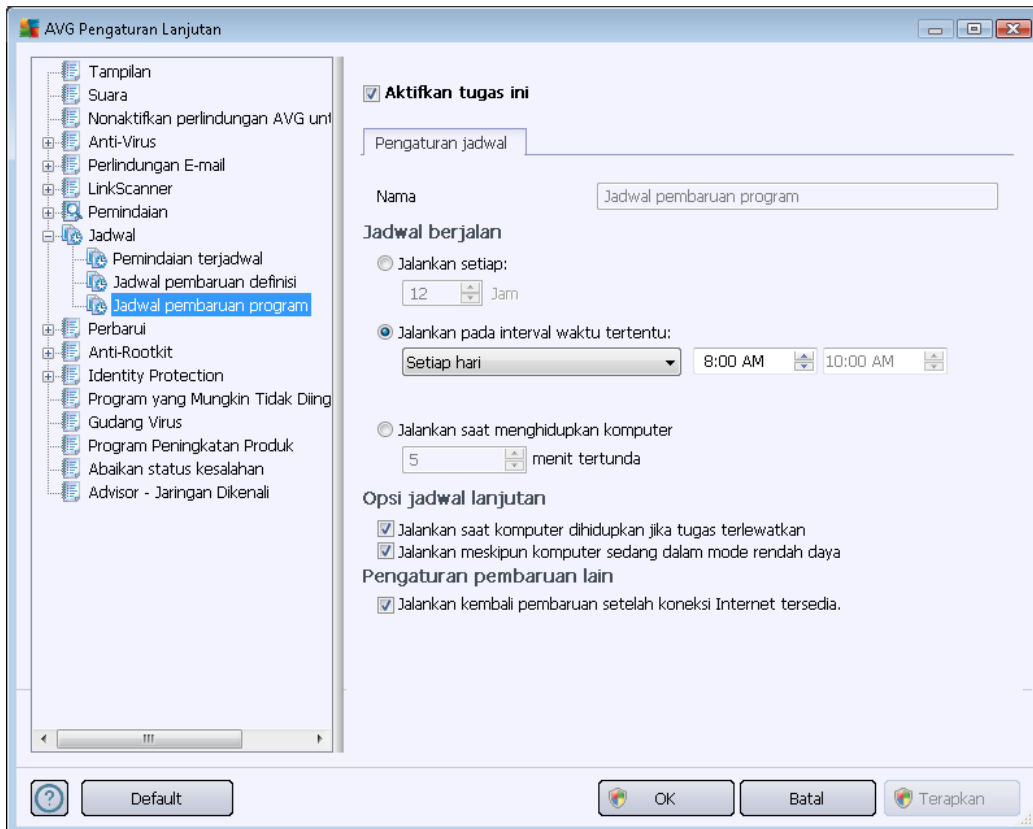 AVG Pengaturan Lanjutan
Tampilan
Suara
Nonaktifkan perlindungan AVG unt
Anti-Virus
Perlindungan E-mail
LinkScanner
Pemindaian
Jadwal
Pemindaian terjadwal
Jadwal pembaruan definisi
Jadwal pembaruan program
Perbarui
Anti-Rootkit
Identity Protection
Program yang Mungkin Tidak Diing
Gudang Virus
Program Peningkatan Produk
Abaikan status kesalahan
Advisor - Jaringan Dikenali
Aktifkan tugas ini
Pengaturan jadwal
Nama Jadwal pembaruan program
Jadwal berjalan
Jalankan setiap:
12 Jam
Jalankan pada interval waktu tertentu:
Setiap hari 8:00 AM 10:00 AM
Jalankan saat menghidupkan komputer
5 menit tertunda
Opsi jadwal lanjutan
Jalankan saat komputer dihidupkan jika tugas terlewatkan
Jalankan meskipun komputer sedang dalam mode rendah daya
Pengaturan pembaruan lain
Jalankan kembali pembaruan setelah koneksi Internet tersedia.
? Default OK Batal Terapkan